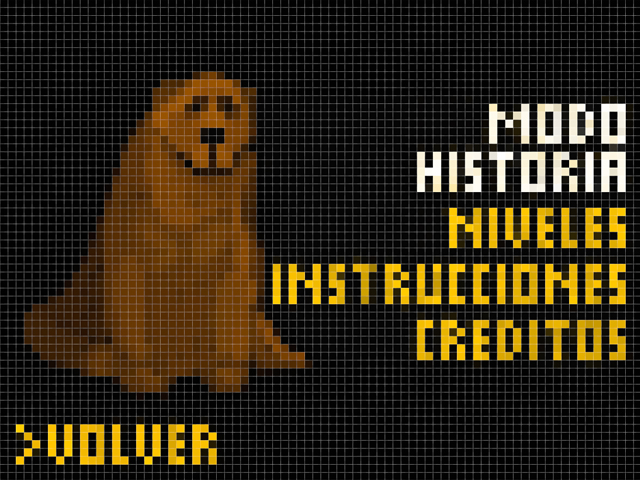 MODO
HISTORIA
NIVELES
INSTRUCCIONES
CREDITOS
>VOLVER